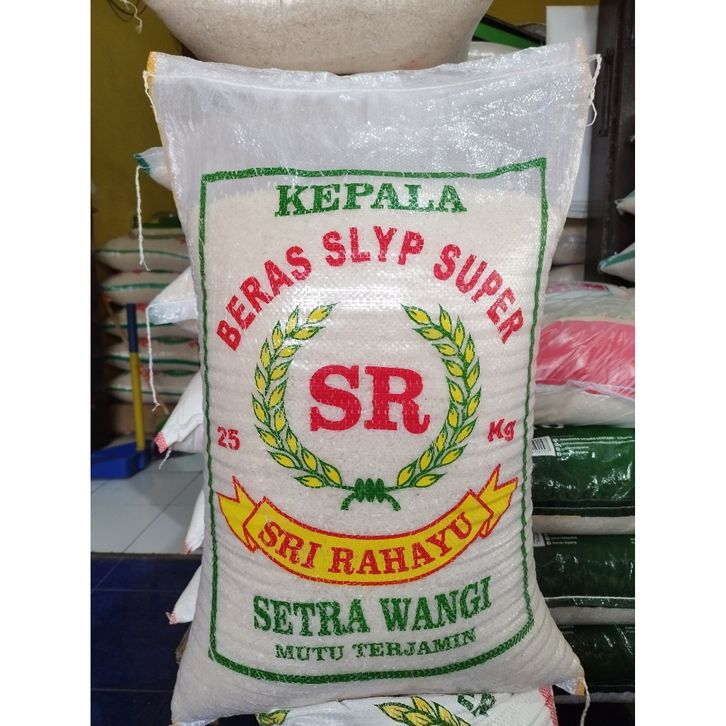 KEPALA
BERAS SLYP SUPER
SR
25 Kg
SRI RAHAYU
SETRA WANGI
MUTU TERJAMIN